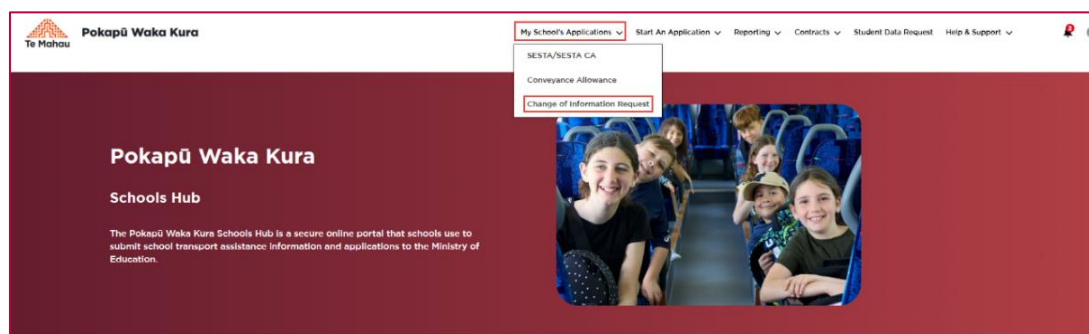 Te Mahau
Pokapū Waka Kura
My School's Applications
Start An Application
Reporting
Contracts
Student Data Request
Help & Support
SESTA/SESTA CA
Conveyance Allowance
Change of Information Request
Pokapū Waka Kura
Schools Hub
The Pokapū Waka Kura Schools Hub is a secure online portal that schools use to
submit school transport assistance information and applications to the Ministry of
Education.